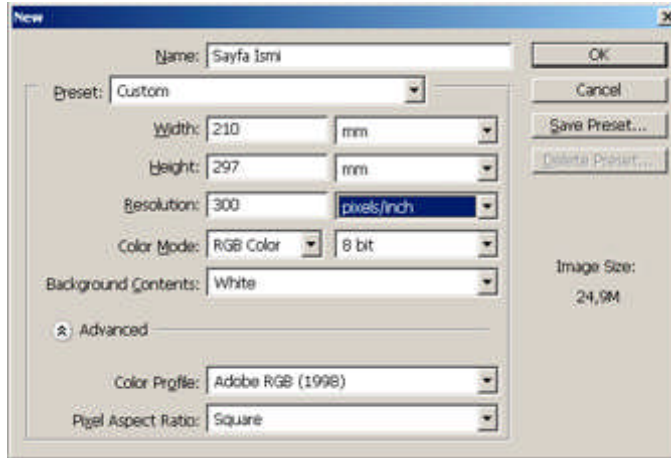 New
Name: Sayfa İsmi
OK
Preset: Custom
Cancel
Width: 210 mm
Save Preset...
Height: 297 mm
Delete Preset...
Resolution: 300 pixels/inch
Color Mode: RGB Color 8 bit
Image Size:
Background Contents: White
24,9M
Advanced
Color Profile: Adobe RGB (1998)
Pixel Aspect Ratio: Square